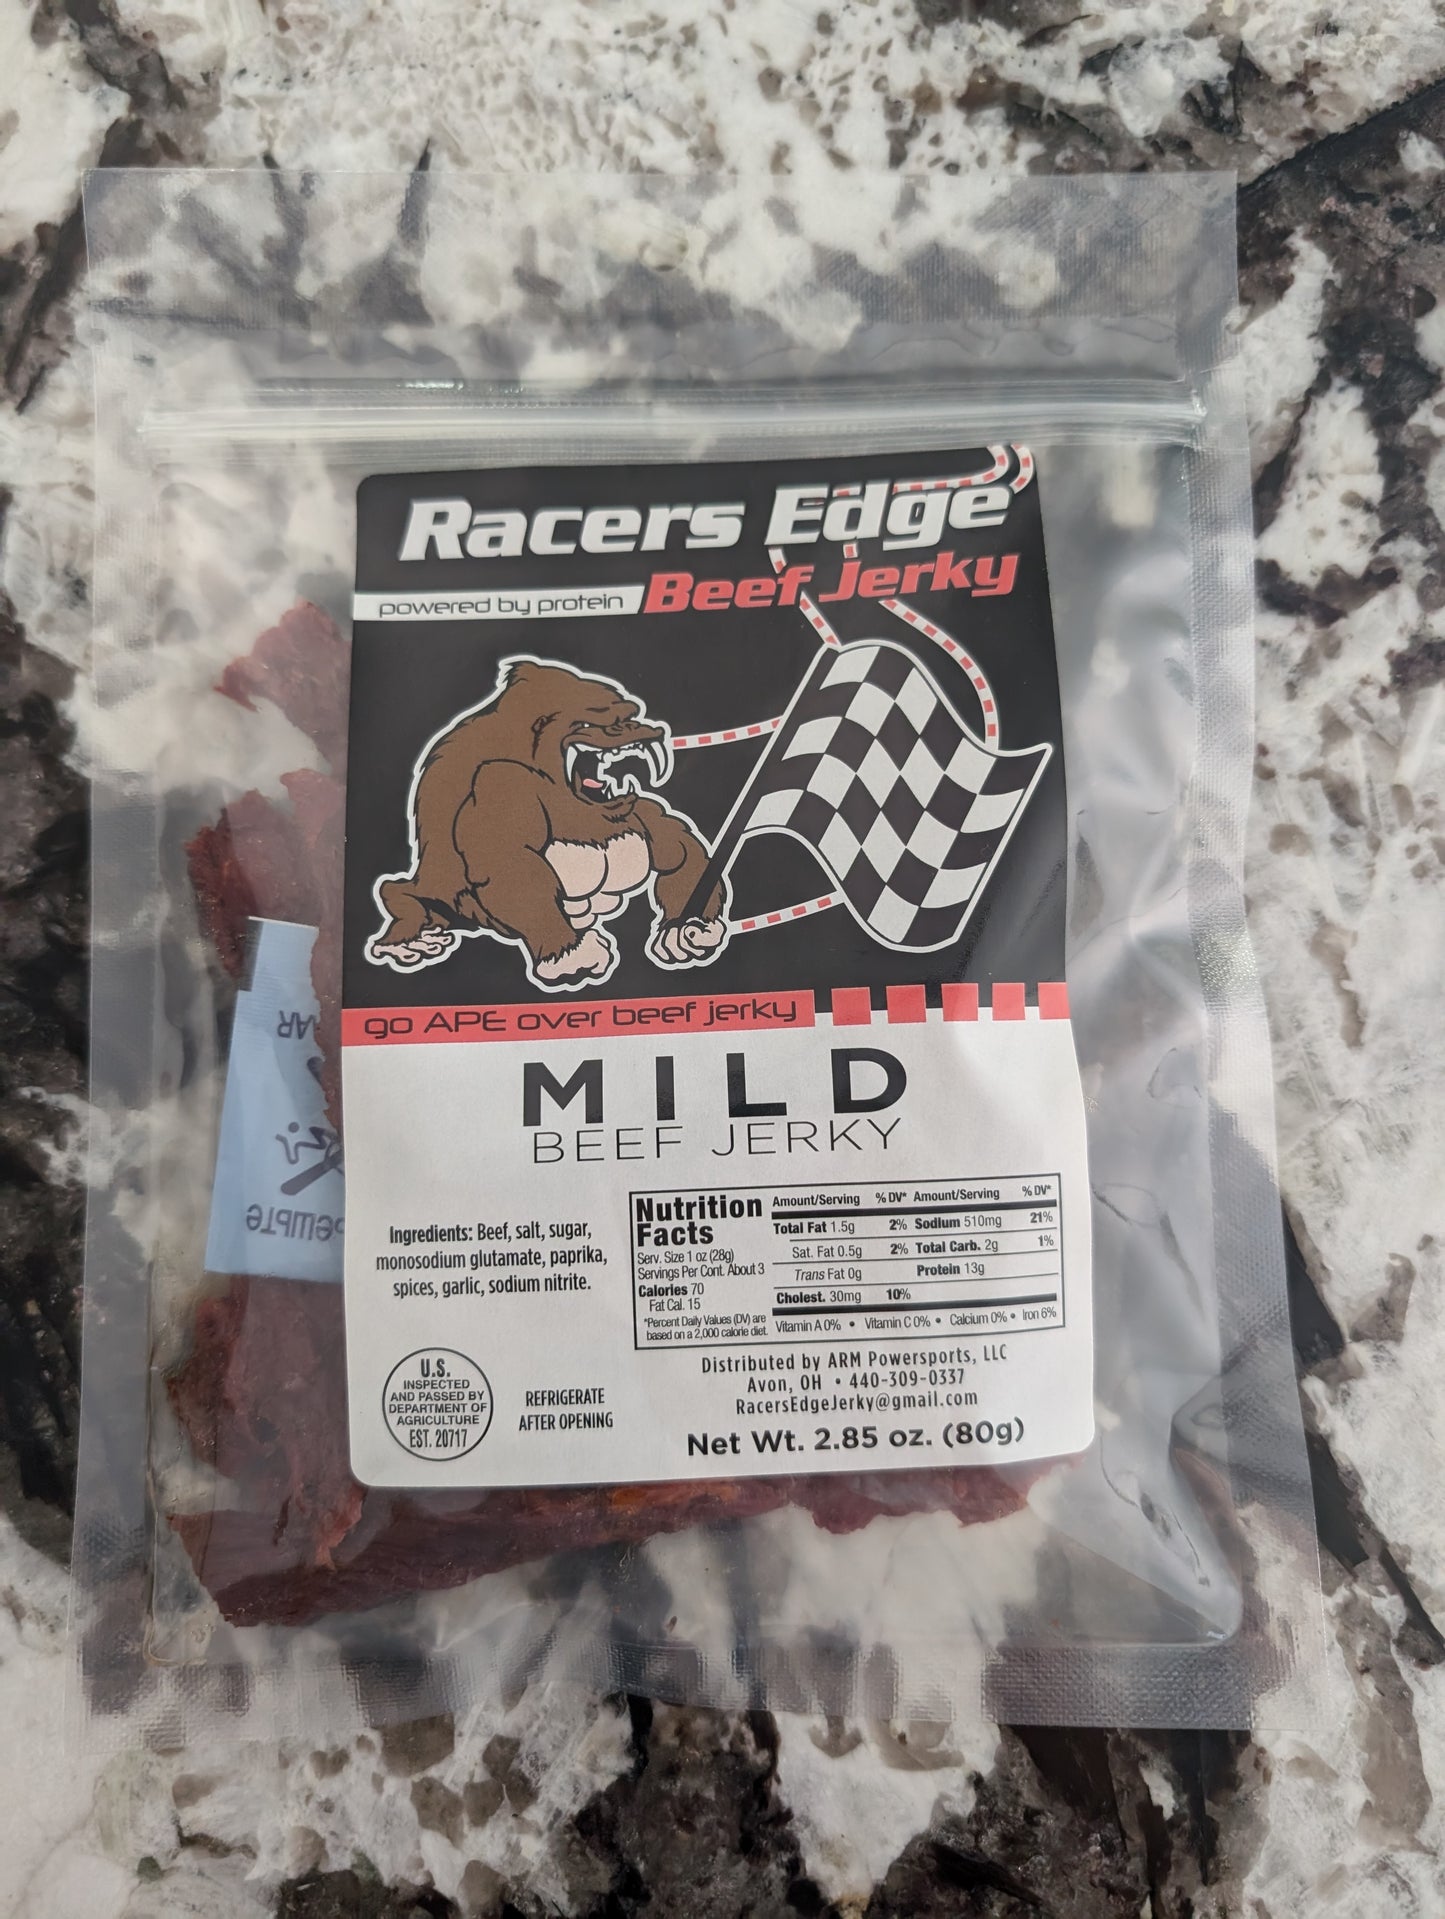 Racers Edge
powered by protein Beef Jerky
go APE over beef jerky
MILD
BEEF JERKY
Ingredients: Beef, salt, sugar,
monosodium glutamate, paprika,
spices, garlic, sodium nitrite.
Nutrition
Facts
Serv. Size 1 oz (28g)
Servings Per Cont. About 3
Calories 70
Fat Cal. 15
*Percent Daily Values (DV) are
based on a 2,000 calorie diet.
Amount/Serving % DV* Amount/Serving % DV*
Total Fat 1.5g 2% Sodium 510mg 21%
Sat. Fat 0.5g 2% Total Carb. 2g 1%
Trans Fat 0g Protein 13g
Cholest. 30mg 10%
Vitamin A 0% • Vitamin C 0% • Calcium 0% • Iron 6%
U.S.
INSPECTED
AND PASSED BY
DEPARTMENT OF
AGRICULTURE
EST. 20717
REFRIGERATE
AFTER OPENING
Distributed by ARM Powersports, LLC
Avon, OH • 440-309-0337
RacersEdgeJerky@gmail.com
Net Wt. 2.85 oz. (80g)